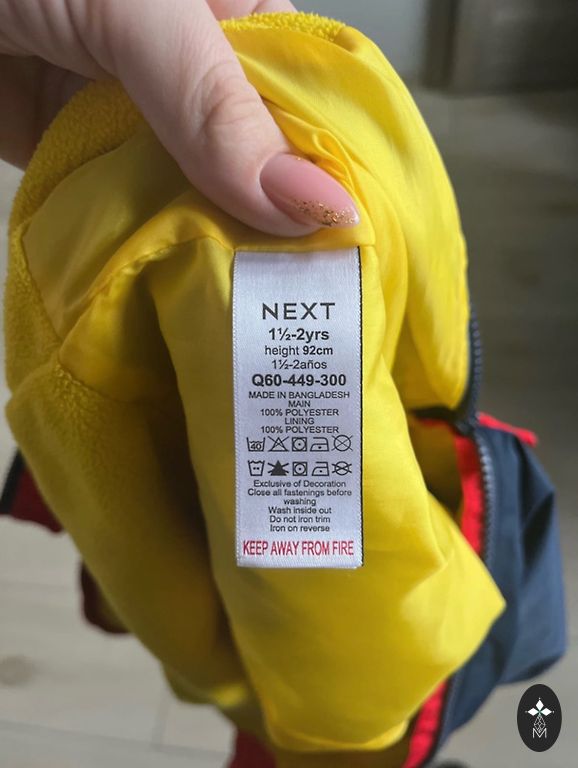 NEXT
1½-2yrs
height 92cm
1½-2años
Q60-449-300
MADE IN BANGLADESH
MAIN
100% POLYESTER
LINING
100% POLYESTER
40
Exclusive of Decoration
Close all fastenings before
washing
Wash inside out
Do not iron trim
Iron on reverse
KEEP AWAY FROM FIRE
M